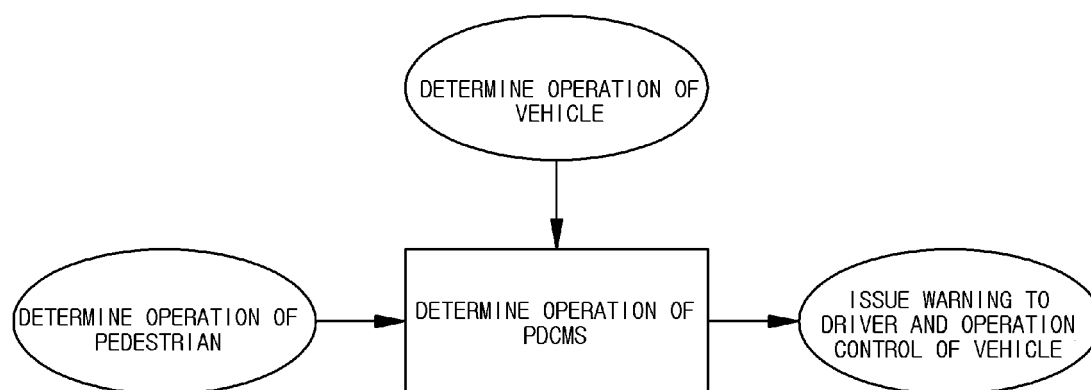 DETERMINE OPERATION OF
VEHICLE
DETERMINE OPERATION OF
PEDESTRIAN
DETERMINE OPERATION OF
PDCMS
ISSUE WARNING TO
DRIVER AND OPERATION
CONTROL OF VEHICLE